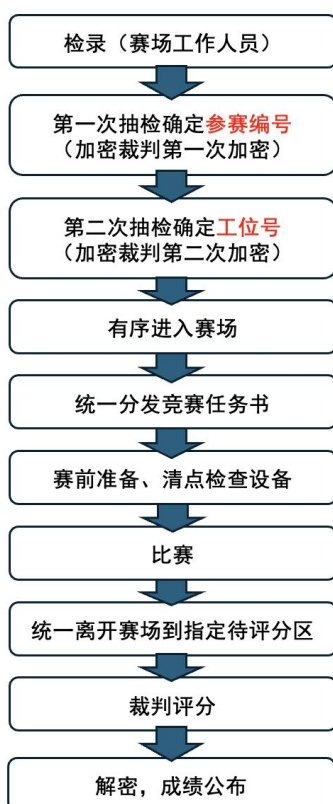 检录（赛场工作人员）
第一次抽检确定参赛编号
（加密裁判第一次加密）
第二次抽检确定工位号
（加密裁判第二次加密）
有序进入赛场
统一分发竞赛任务书
赛前准备、清点检查设备
比赛
统一离开赛场到指定待评分区
裁判评分
解密，成绩公布